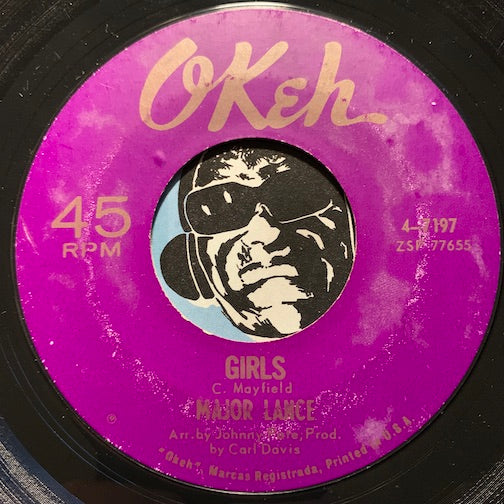 OKeh
45
RPM
4-7197
ZSP 77655
GIRLS
C. Mayfield
MAJOR LANCE
Arr. by Johnny Pate, Prod.
by Carl Davis
"Okeh", Marcas Registrada, Printed in U.S.A.